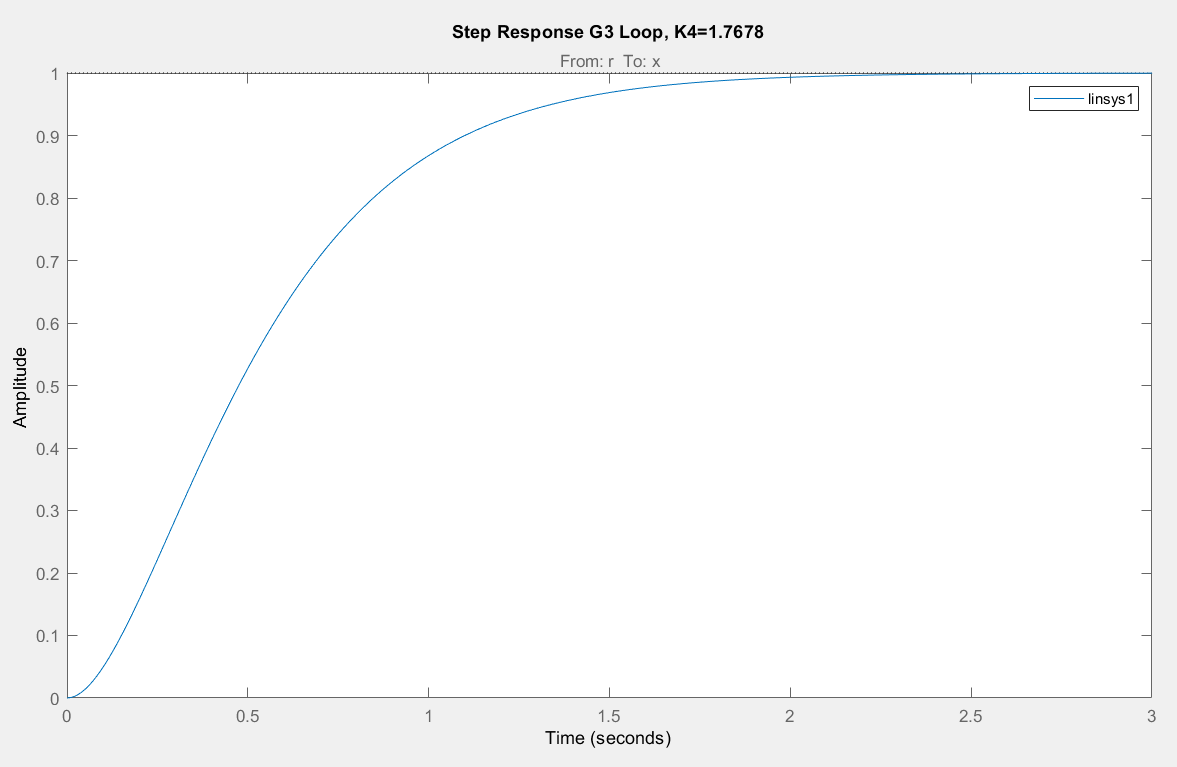 Step Response G3 Loop, K4=1.7678
From: r To: x
linsys1
Amplitude
1
0.9
0.8
0.7
0.6
0.5
0.4
0.3
0.2
0.1
0
0 0.5 1 1.5 2 2.5 3
Time (seconds)